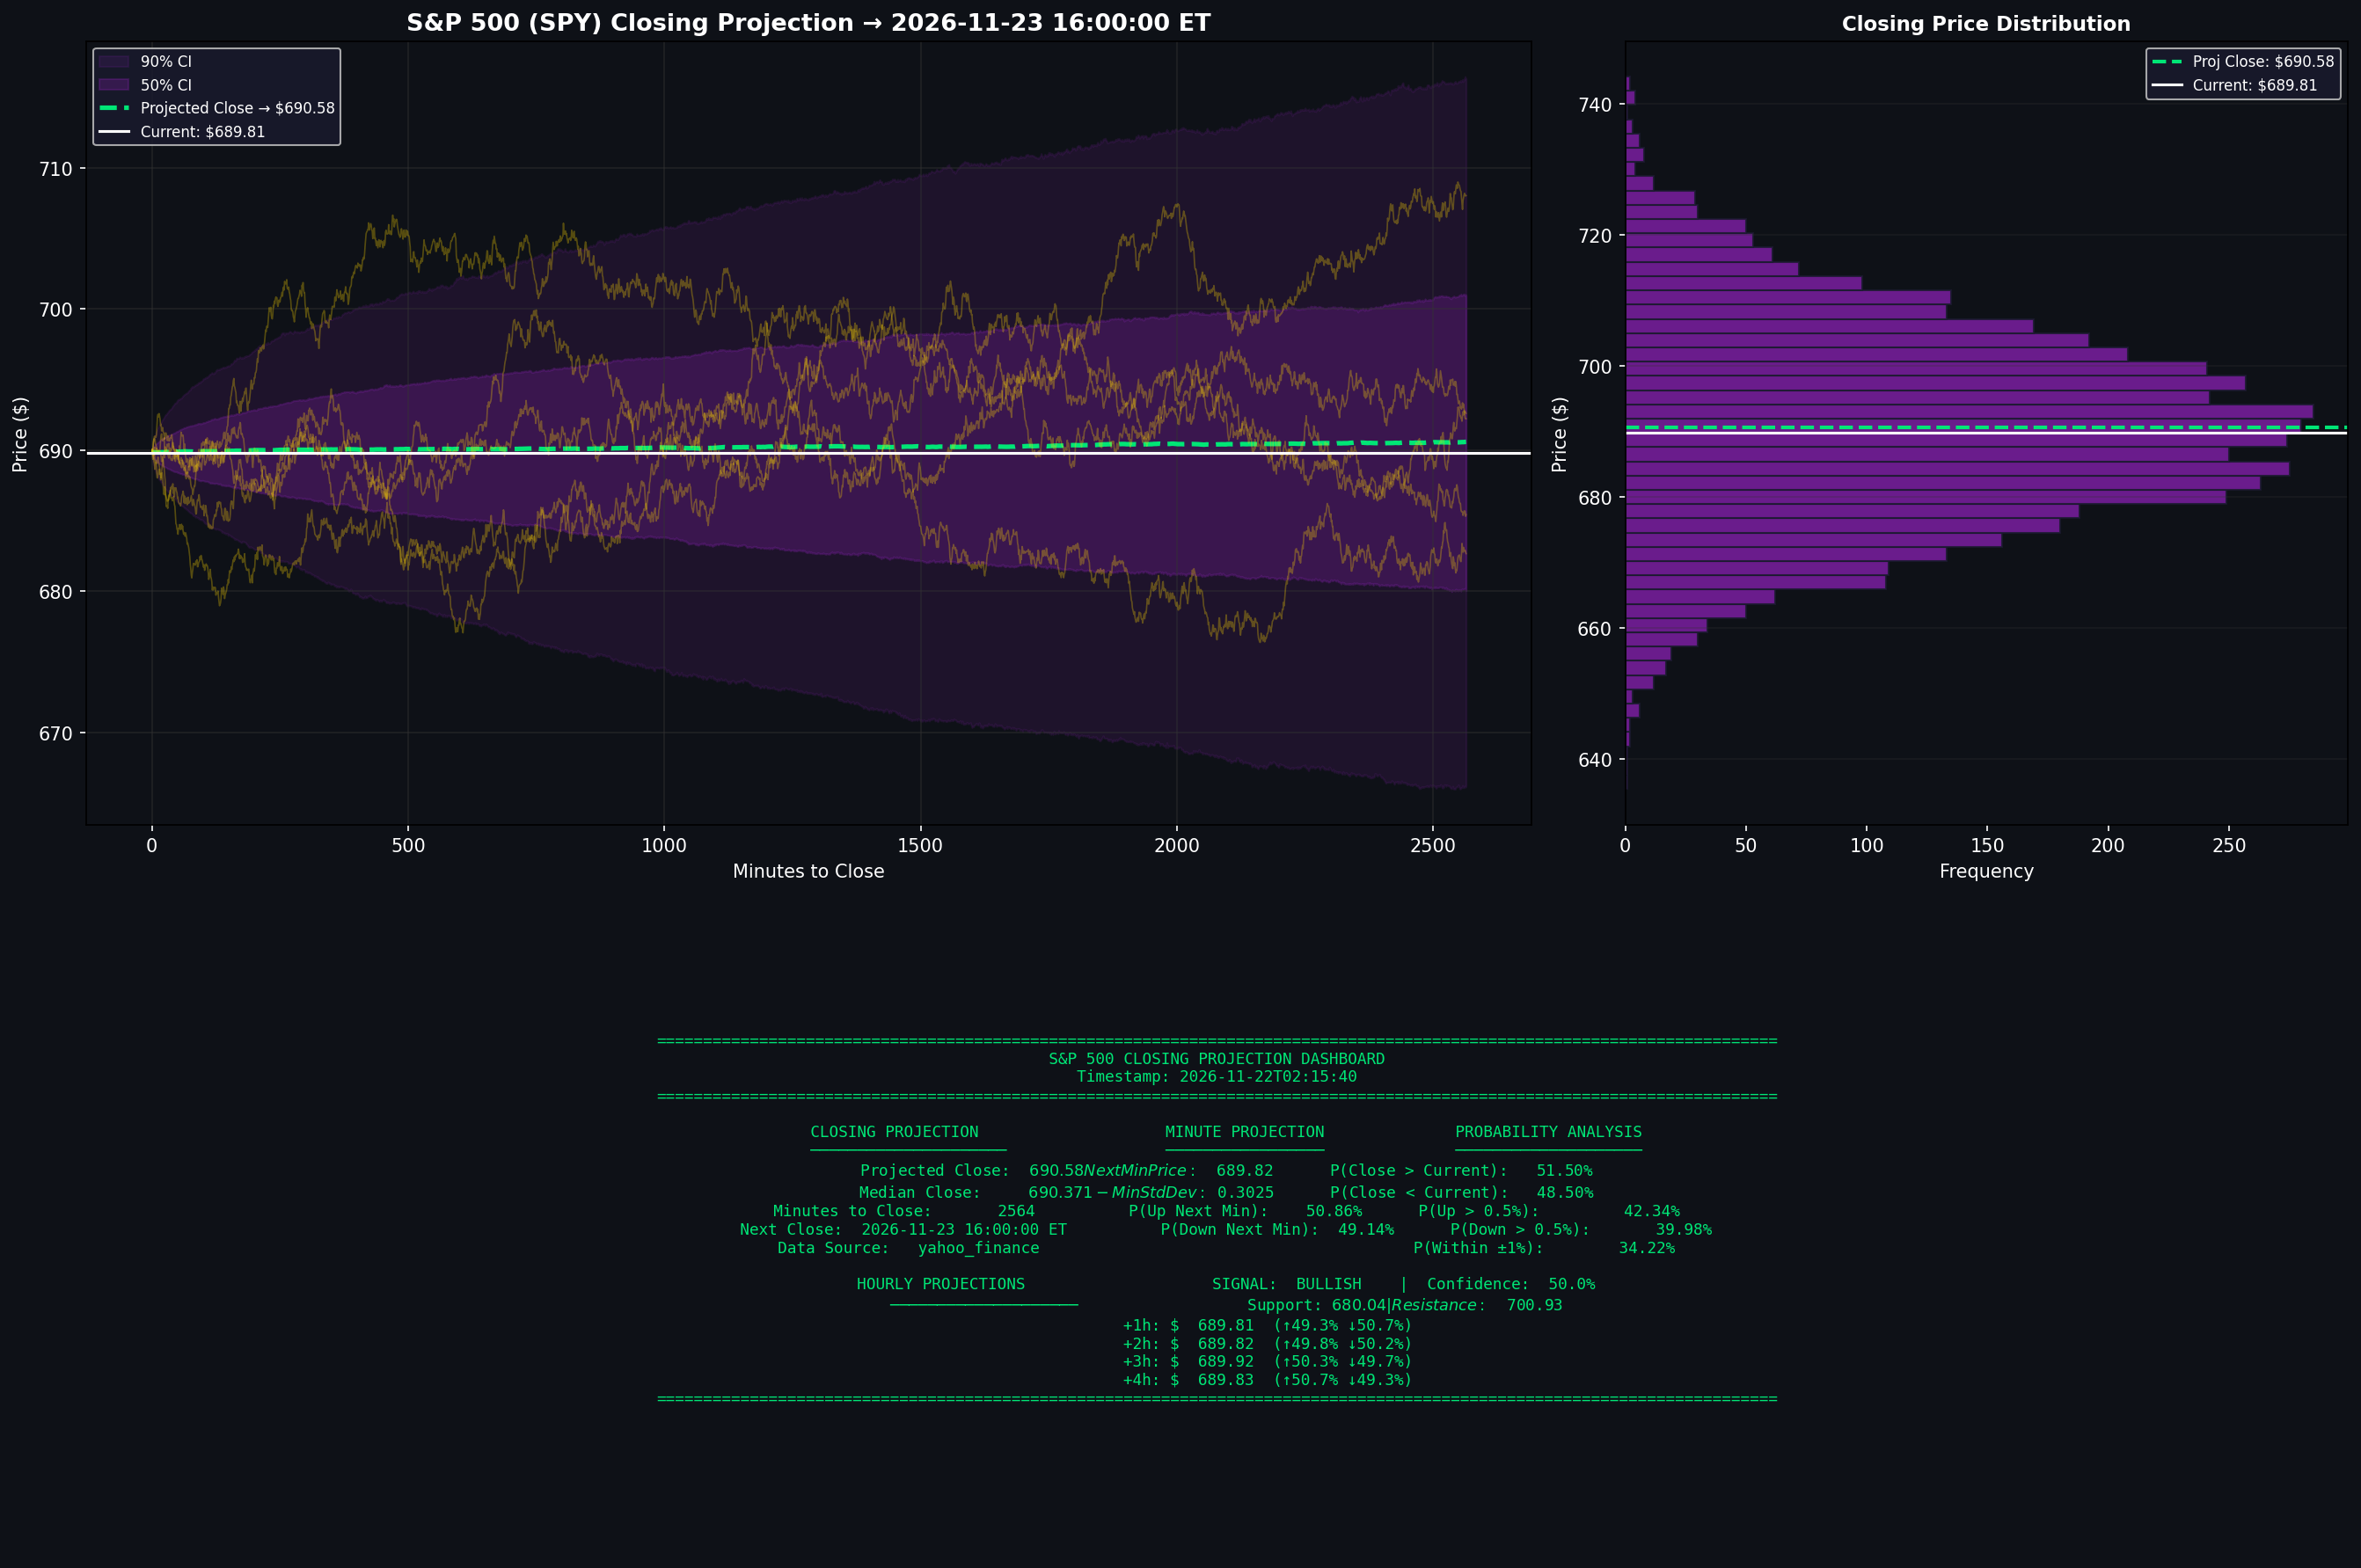 S&P 500 (SPY) Closing Projection → 2026-11-23 16:00:00 ET
90% CI
50% CI
Projected Close → $690.58
Current: $689.81
Price ($)
710
700
690
680
670
0 500 1000 1500 2000 2500
Minutes to Close
Closing Price Distribution
Proj Close: $690.58
Current: $689.81
Price ($)
740
720
700
680
660
640
0 50 100 150 200 250
Frequency
S&P 500 CLOSING PROJECTION DASHBOARD
Timestamp: 2026-11-22T02:15:40
CLOSING PROJECTION MINUTE PROJECTION PROBABILITY ANALYSIS
Projected Close: 690.58NextMinPrice: 689.82 P(Close > Current): 51.50%
Median Close: 690.371-MinStdDev: 0.3025 P(Close < Current): 48.50%
Minutes to Close: 2564 P(Up Next Min): 50.86% P(Up > 0.5%): 42.34%
Next Close: 2026-11-23 16:00:00 ET P(Down Next Min): 49.14% P(Down > 0.5%): 39.98%
Data Source: yahoo_finance P(Within ±1%): 34.22%
HOURLY PROJECTIONS SIGNAL: BULLISH | Confidence: 50.0%
Support: 680.04|Resistance: 700.93
+1h: $ 689.81 (↑49.3% ↓50.7%)
+2h: $ 689.82 (↑49.8% ↓50.2%)
+3h: $ 689.92 (↑50.3% ↓49.7%)
+4h: $ 689.83 (↑50.7% ↓49.3%)